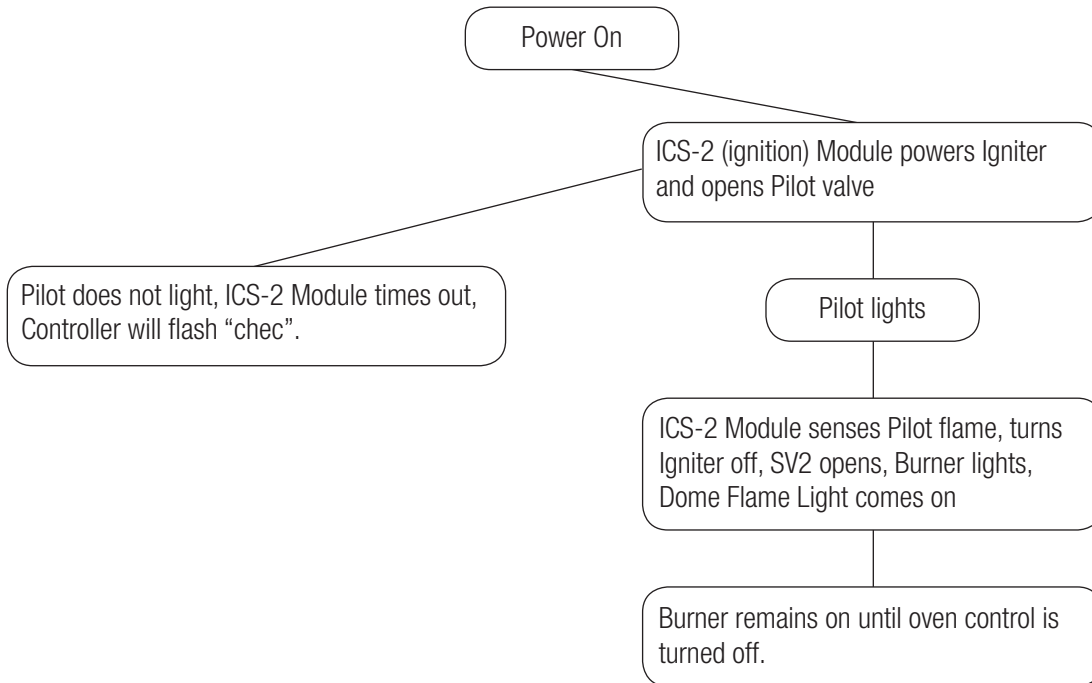 Power On
ICS-2 (ignition) Module powers Igniter
and opens Pilot valve
Pilot does not light, ICS-2 Module times out,
Controller will flash “chec”.
Pilot lights
ICS-2 Module senses Pilot flame, turns
Igniter off, SV2 opens, Burner lights,
Dome Flame Light comes on
Burner remains on until oven control is
turned off.